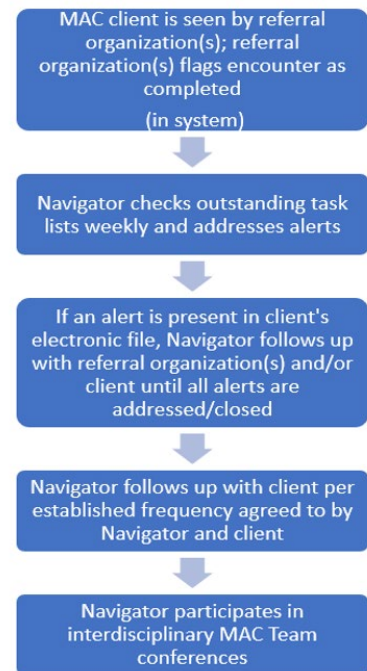 MAC client is seen by referral
organization(s); referral
organization(s) flags encounter as
completed
(in system)
Navigator checks outstanding task
lists weekly and addresses alerts
If an alert is present in client's
electronic file, Navigator follows up
with referral organization(s) and/or
client until all alerts are
addressed/closed
Navigator follows up with client per
established frequency agreed to by
Navigator and client
Navigator participates in
interdisciplinary MAC Team
conferences